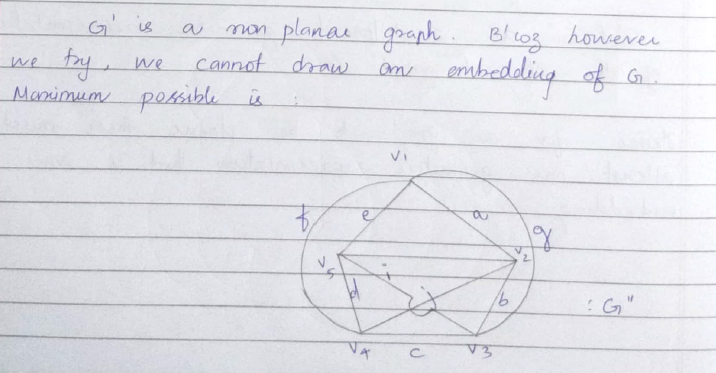 G' is a non planar graph. B'coz however
we try, we cannot draw an embedding of G.
Maximum possible is :
v1
f e a g
v5 v2
i j
d b : G"
v4 c v3